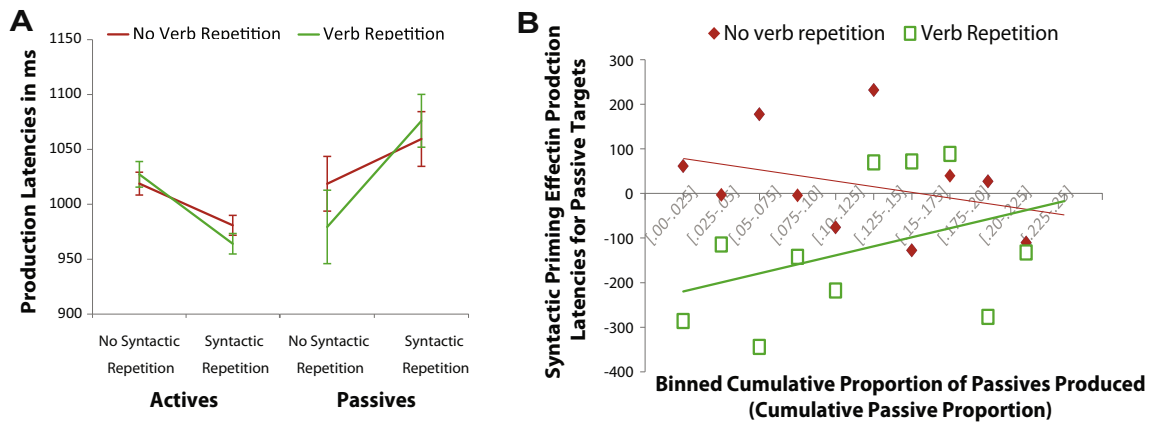 A
No Verb Repetition
Verb Repetition
Production Latencies in ms
1150
1100
1050
1000
950
900
No Syntactic
Repetition
Syntactic
Repetition
No Syntactic
Repetition
Syntactic
Repetition
Actives
Passives
B
No verb repetition
Verb Repetition
Syntactic Priming Effectin Prodction
Latencies for Passive Targets
300
200
100
0
-100
-200
-300
-400
[.00-.025]
[.025-.05]
[.05-.075]
[.075-.10]
[.10-.125]
[.125-.15]
[.15-.175]
[.175-.20]
[.20-.225]
[.225-.25]
Binned Cumulative Proportion of Passives Produced
(Cumulative Passive Proportion)